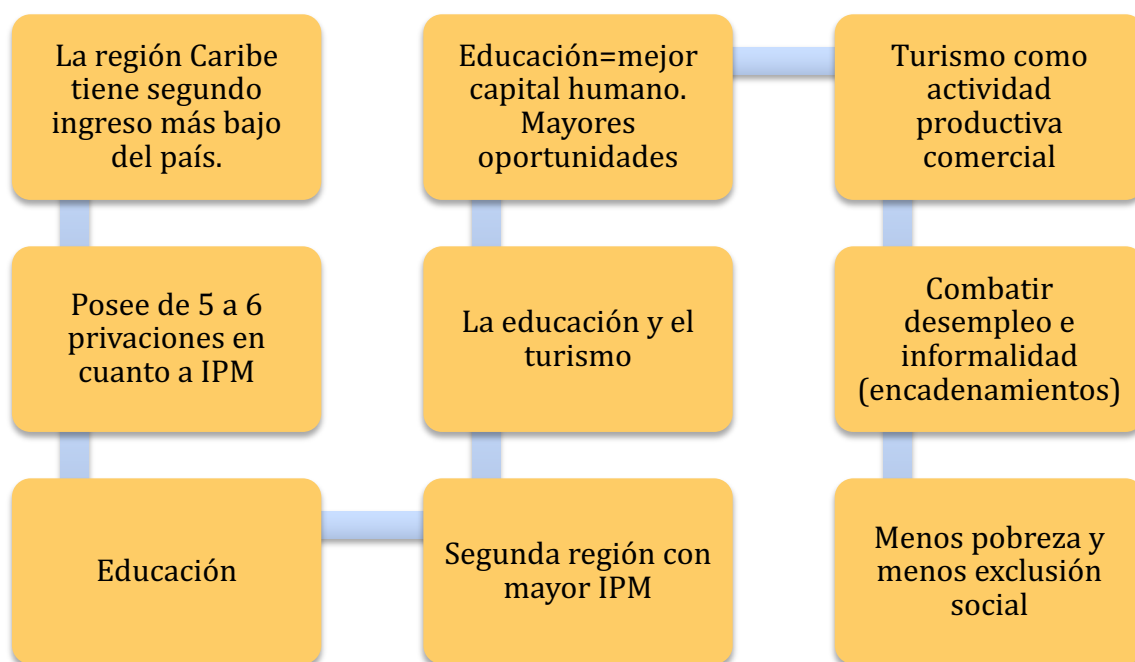 La región Caribe
tiene segundo
ingreso más bajo
del país.
Posee de 5 a 6
privaciones en
cuanto a IPM
Educación
Segunda región con
mayor IPM
La educación y el
turismo
Educación=mejor
capital humano.
Mayores
oportunidades
Turismo como
actividad
productiva
comercial
Combatir
desempleo e
informalidad
(encadenamientos)
Menos pobreza y
menos exclusión
social